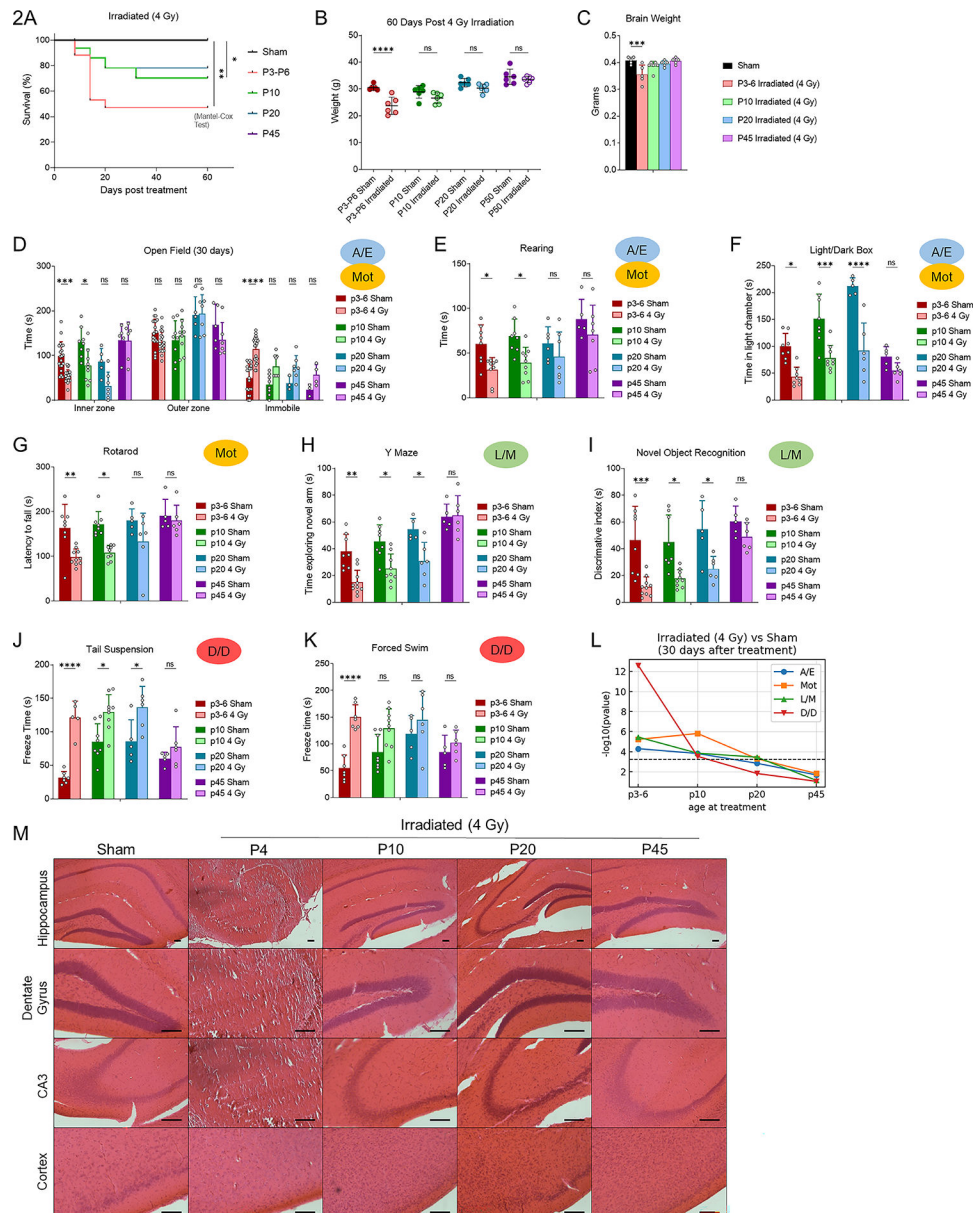 2A
Irradiated (4 Gy)
Survival (%)
100
80
60
40
20
0
0
20
40
60
Days post treatment
**
*
(Mantel-Cox
Test)
Sham
P3-P6
P10
P20
P45
B
60 Days Post 4 Gy Irradiation
Weight (g)
50
40
30
20
10
0
****
ns
ns
ns
P3-P6 Sham
P3-P6 Irradiated
P10 Sham
P10 Irradiated
P20 Sham
P20 Irradiated
P50 Sham
P50 Irradiated
C
Brain Weight
Grams
0.4
0.3
0.2
0.1
0.0
***
Sham
P3-6 Irradiated (4 Gy)
P10 Irradiated (4 Gy)
P20 Irradiated (4 Gy)
P45 Irradiated (4 Gy)
D
Open Field (30 days)
A/E
Mot
Time (s)
300
200
100
0
*** * ns ns
ns ns ns ns
**** ns ns ns
Inner zone
Outer zone
Immobile
p3-6 Sham
p3-6 4 Gy
p10 Sham
p10 4 Gy
p20 Sham
p20 4 Gy
p45 Sham
p45 4 Gy
E
Rearing
A/E
Mot
Time (s)
150
100
50
0
* * ns ns
p3-6 Sham
p3-6 4 Gy
p10 Sham
p10 4 Gy
p20 Sham
p20 4 Gy
p45 Sham
p45 4 Gy
F
Light/Dark Box
A/E
Mot
Time in light chamber (s)
300
200
100
0
* *** **** ns
p3-6 Sham
p3-6 4 Gy
p10 Sham
p10 4 Gy
p20 Sham
p20 4 Gy
p45 Sham
p45 4 Gy
G
Rotarod
Mot
Latency to fall (s)
300
200
100
0
** * ns ns
p3-6 Sham
p3-6 4 Gy
p10 Sham
p10 4 Gy
p20 Sham
p20 4 Gy
p45 Sham
p45 4 Gy
H
Y Maze
L/M
Time exploring novel arm (s)
100
80
60
40
20
0
** * * ns
p3-6 Sham
p3-6 4 Gy
p10 Sham
p10 4 Gy
p20 Sham
p20 4 Gy
p45 Sham
p45 4 Gy
I
Novel Object Recognition
L/M
Discrimative index (s)
100
80
60
40
20
0
*** * * ns
p3-6 Sham
p3-6 4 Gy
p10 Sham
p10 4 Gy
p20 Sham
p20 4 Gy
p45 Sham
p45 4 Gy
J
Tail Suspension
D/D
Freeze Time (s)
200
150
100
50
0
**** * * ns
p3-6 Sham
p3-6 4 Gy
p10 Sham
p10 4 Gy
p20 Sham
p20 4 Gy
p45 Sham
p45 4 Gy
K
Forced Swim
D/D
Freeze time (s)
250
200
150
100
50
0
**** ns ns ns
p3-6 Sham
p3-6 4 Gy
p10 Sham
p10 4 Gy
p20 Sham
p20 4 Gy
p45 Sham
p45 4 Gy
L
Irradiated (4 Gy) vs Sham
(30 days after treatment)
-log10(pvalue)
12
10
8
6
4
2
p3-6
p10
p20
p45
age at treatment
A/E
Mot
L/M
D/D
M
Irradiated (4 Gy)
Sham
P4
P10
P20
P45
Hippocampus
Dentate
Gyrus
CA3
Cortex